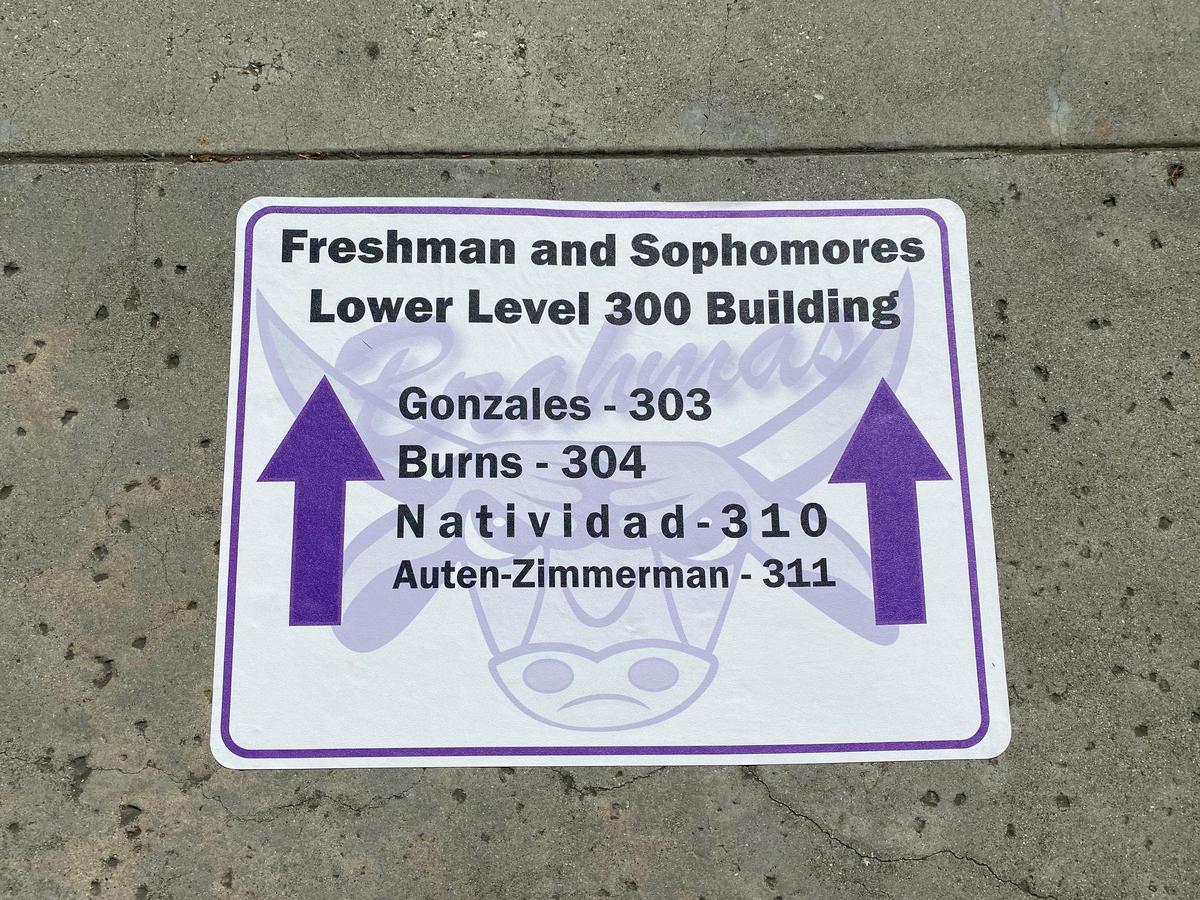 Freshman and Sophomores
Lower Level 300 Building
Brahmas
Gonzales - 303
Burns - 304
Natividad-310
Auten-Zimmerman - 311